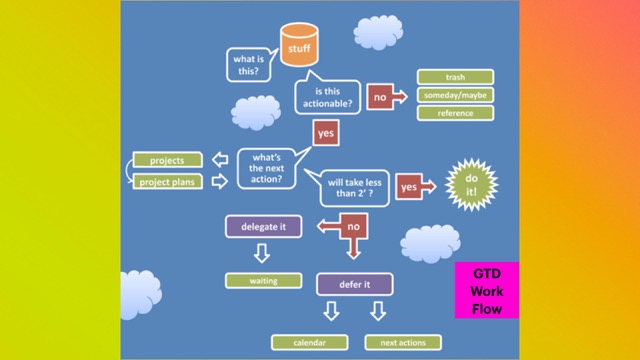 stuff
what is
this?
is this
actionable?
no
trash
someday/maybe
reference
yes
what's
the next
action?
projects
project plans
will take less
than 2' ?
yes
do
it!
delegate it
no
waiting
defer it
calendar
next actions
GTD
Work
Flow